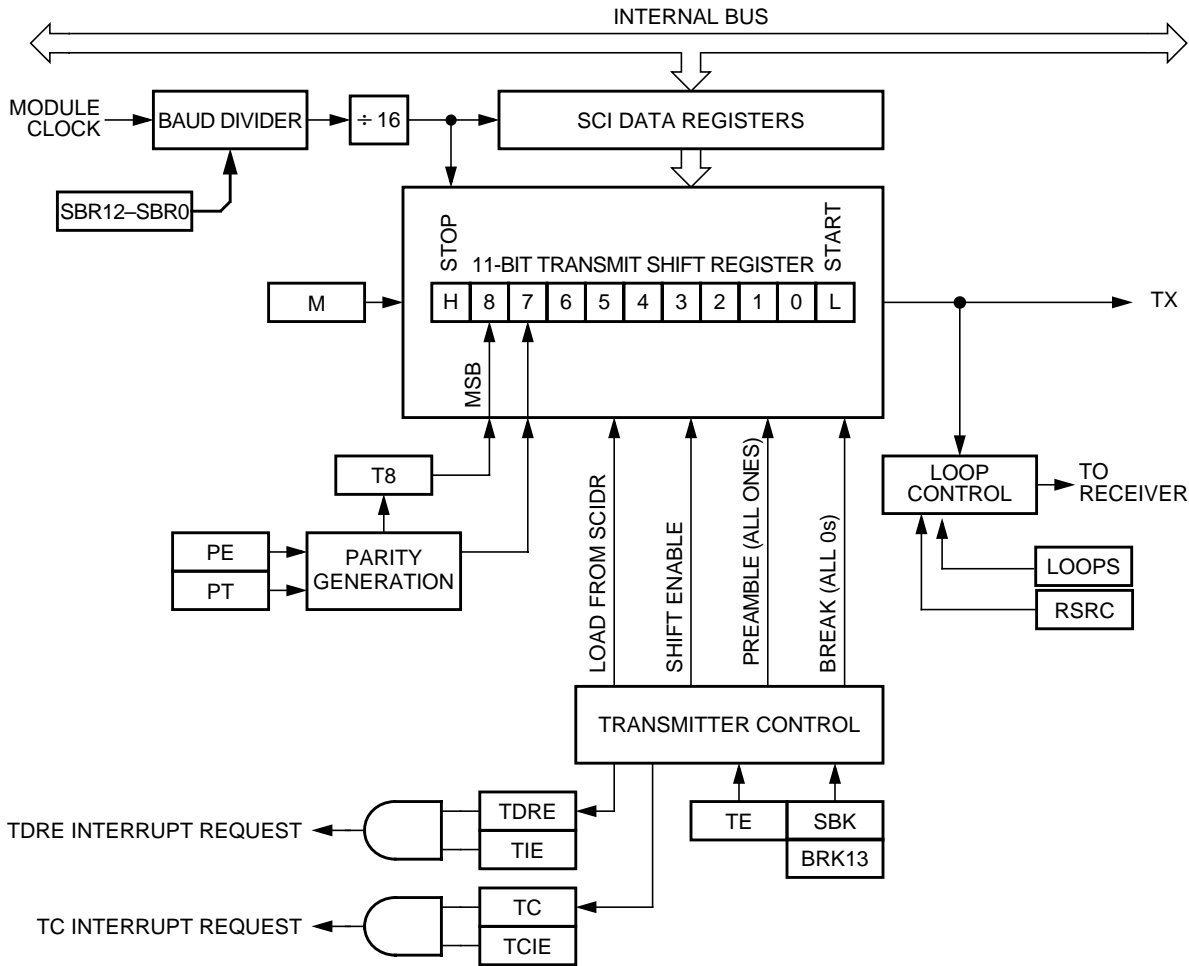 INTERNAL BUS
MODULE
CLOCK
BAUD DIVIDER
÷ 16
SCI DATA REGISTERS
SBR12–SBR0
STOP
11-BIT TRANSMIT SHIFT REGISTER
START
M
H 8 7 6 5 4 3 2 1 0 L
TX
MSB
T8
LOOP
CONTROL
TO
RECEIVER
PE
PT
PARITY
GENERATION
LOAD FROM SCIDR
SHIFT ENABLE
PREAMBLE (ALL ONES)
BREAK (ALL 0s)
LOOPS
RSRC
TRANSMITTER CONTROL
TDRE INTERRUPT REQUEST
TDRE
TIE
TE
SBK
BRK13
TC INTERRUPT REQUEST
TC
TCIE